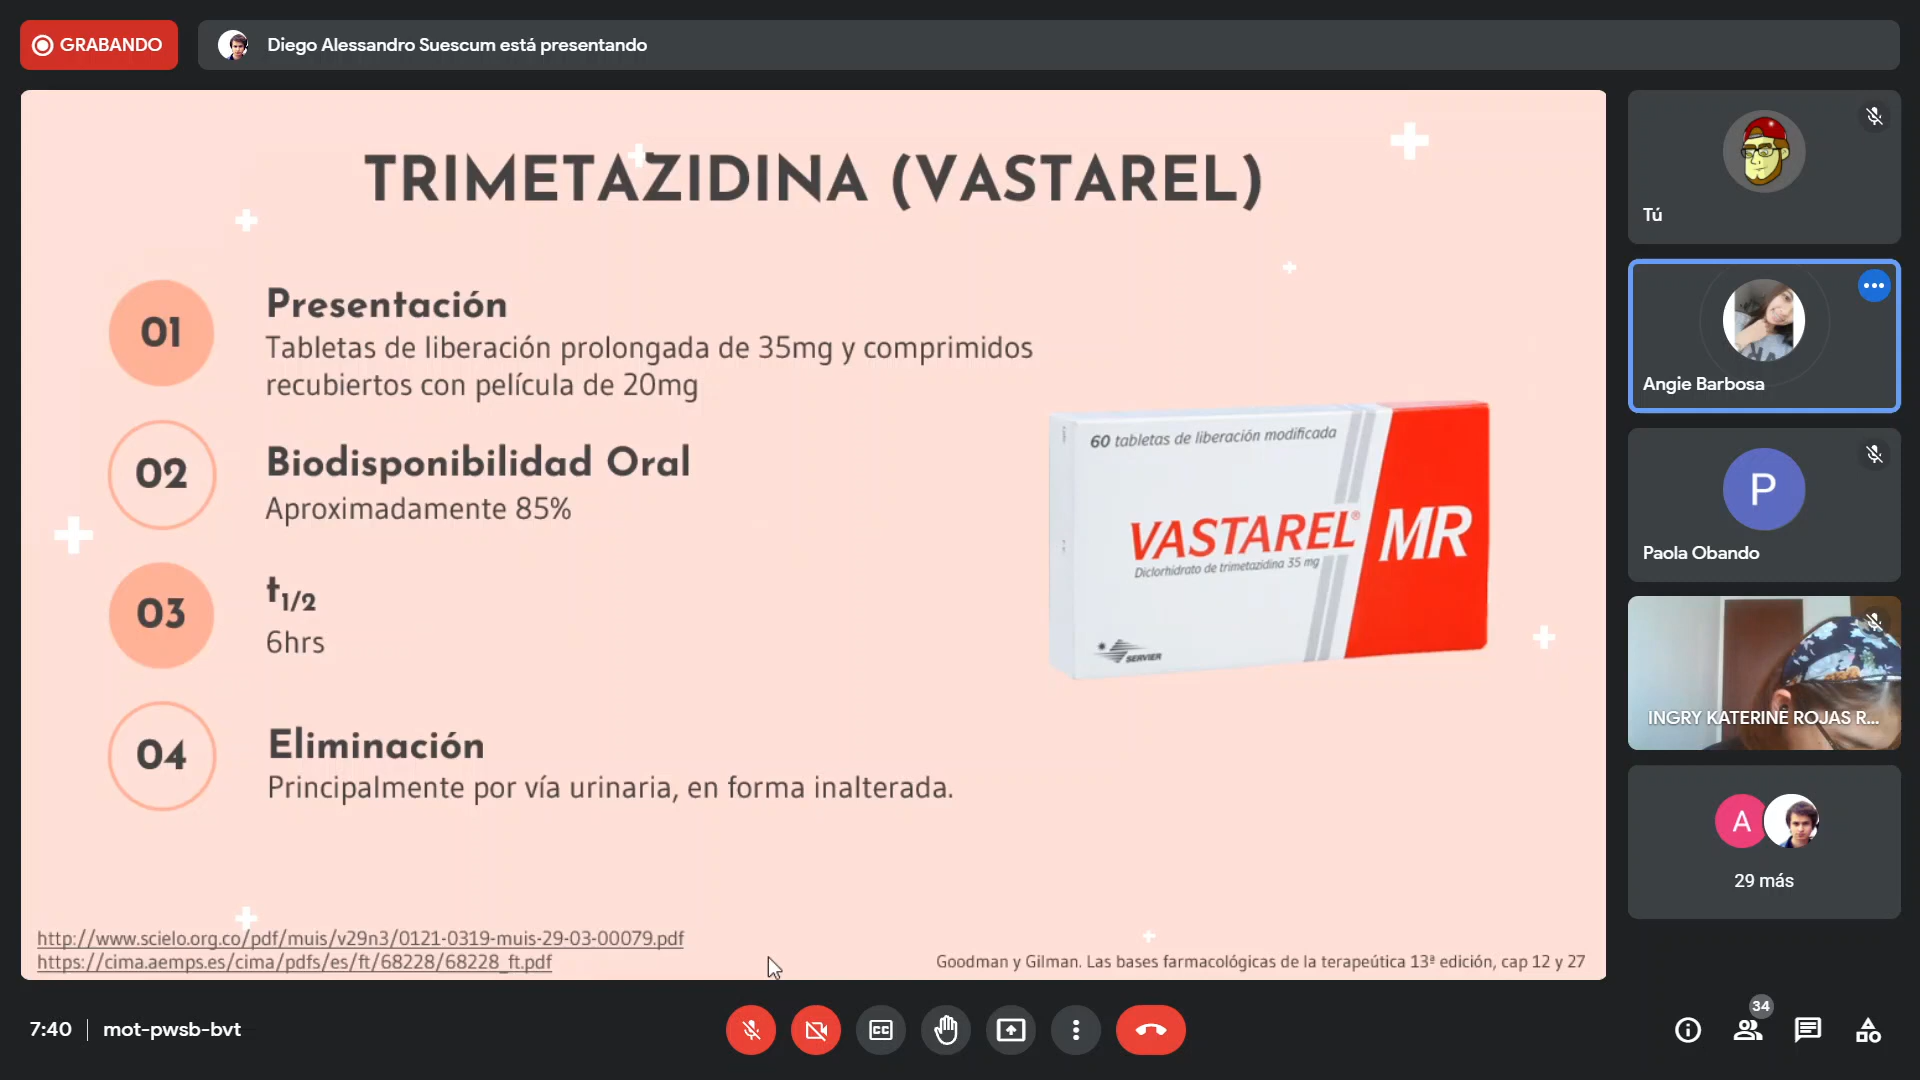 GRABANDO
Diego Alessandro Suescum está presentando
TRIMETAZIDINA (VASTAREL)
01
Presentación
Tabletas de liberación prolongada de 35mg y comprimidos
recubiertos con película de 20mg
02
Biodisponibilidad Oral
Aproximadamente 85%
03
t1/2
6hrs
04
Eliminación
Principalmente por vía urinaria, en forma inalterada.
60 tabletas de liberación modificada
VASTAREL® MR
Diclorhidrato de trimetazidina 35 mg
SERVIER
http://www.scielo.org.co/pdf/muis/v29n3/0121-0319-muis-29-03-00079.pdf
https://cima.aemps.es/cima/pdfs/es/ft/68228/68228_ft.pdf
Goodman y Gilman. Las bases farmacológicas de la terapeútica 13ª edición, cap 12 y 27
Tú
Angie Barbosa
P
Paola Obando
INGRY KATERINE ROJAS R...
A
29 más
7:40
mot-pwsb-bvt
CC
34